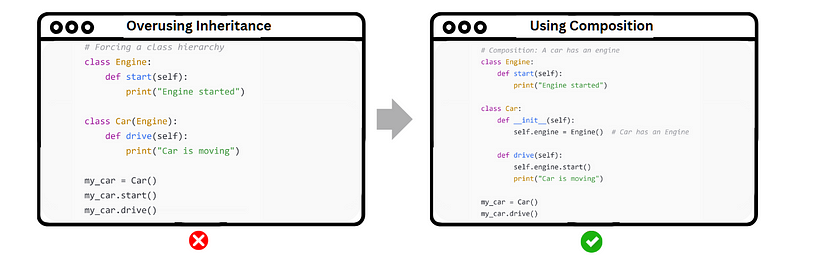 Overusing Inheritance
# Forcing a class hierarchy
class Engine:
    def start(self):
        print("Engine started")

class Car(Engine):
    def drive(self):
        print("Car is moving")

my_car = Car()
my_car.start()
my_car.drive()
Using Composition
# Composition: A car has an engine
class Engine:
    def start(self):
        print("Engine started")

class Car:
    def __init__(self):
        self.engine = Engine()  # Car has an Engine

    def drive(self):
        self.engine.start()
        print("Car is moving")

my_car = Car()
my_car.drive()